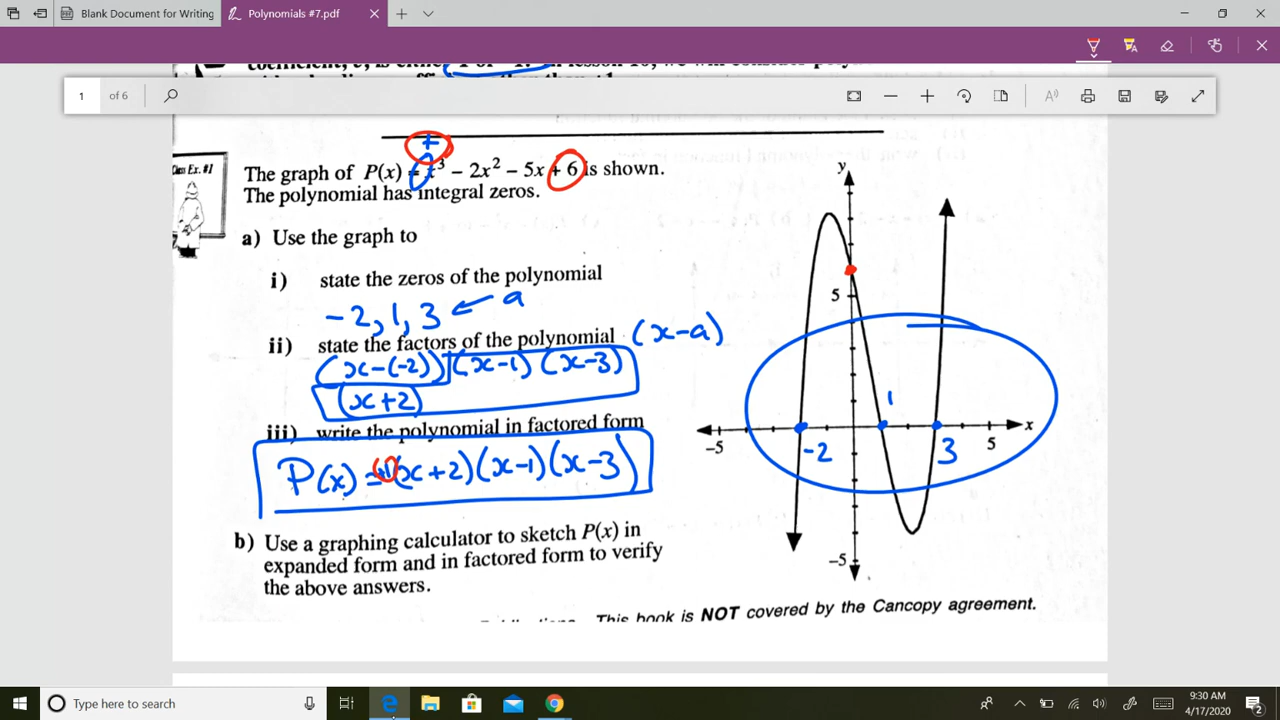 Blank Document for Writing
Polynomials #7.pdf
1 of 6
Class Ex. #1
+
The graph of P(x) = x³ − 2x² − 5x + 6 is shown.
The polynomial has integral zeros.
a) Use the graph to
i) state the zeros of the polynomial
-2, 1, 3 ← a
ii) state the factors of the polynomial (x-a)
(x-(-2)) (x-1) (x-3)
(x+2)
iii) write the polynomial in factored form
P(x) = +1(x+2)(x-1)(x-3)
b) Use a graphing calculator to sketch P(x) in
expanded form and in factored form to verify
the above answers.
y
5
1
x
-5
-2
3
5
-5
This book is NOT covered by the Cancopy agreement.
Type here to search
9:30 AM
4/17/2020
2